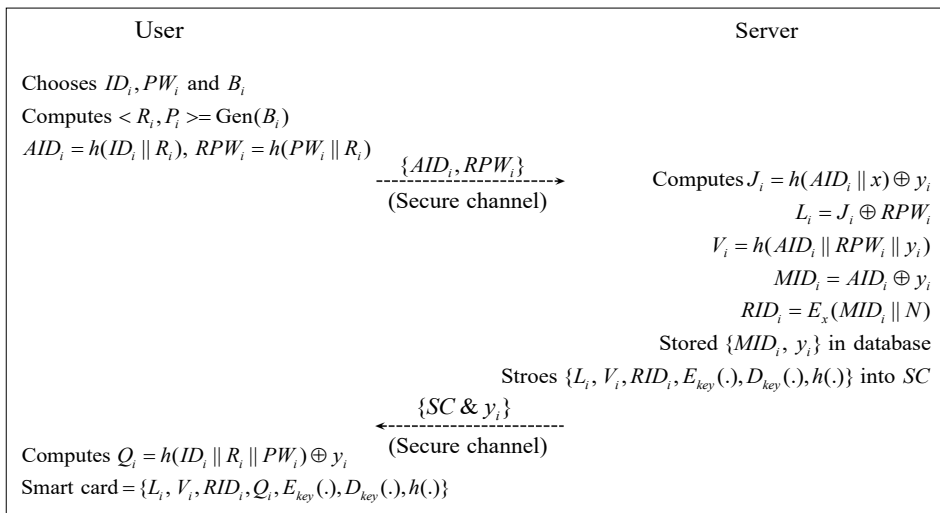 User
Server
Chooses ID_i, PW_i and B_i
Computes < R_i, P_i >= Gen(B_i)
AID_i = h(ID_i || R_i), RPW_i = h(PW_i || R_i)
{AID_i, RPW_i}
(Secure channel)
Computes J_i = h(AID_i || x) ⊕ y_i
L_i = J_i ⊕ RPW_i
V_i = h(AID_i || RPW_i || y_i)
MID_i = AID_i ⊕ y_i
RID_i = E_x(MID_i || N)
Stored {MID_i, y_i} in database
Stroes {L_i, V_i, RID_i, E_key(.), D_key(.), h(.)} into SC
{SC & y_i}
(Secure channel)
Computes Q_i = h(ID_i || R_i || PW_i) ⊕ y_i
Smart card = {L_i, V_i, RID_i, Q_i, E_key(.), D_key(.), h(.)}